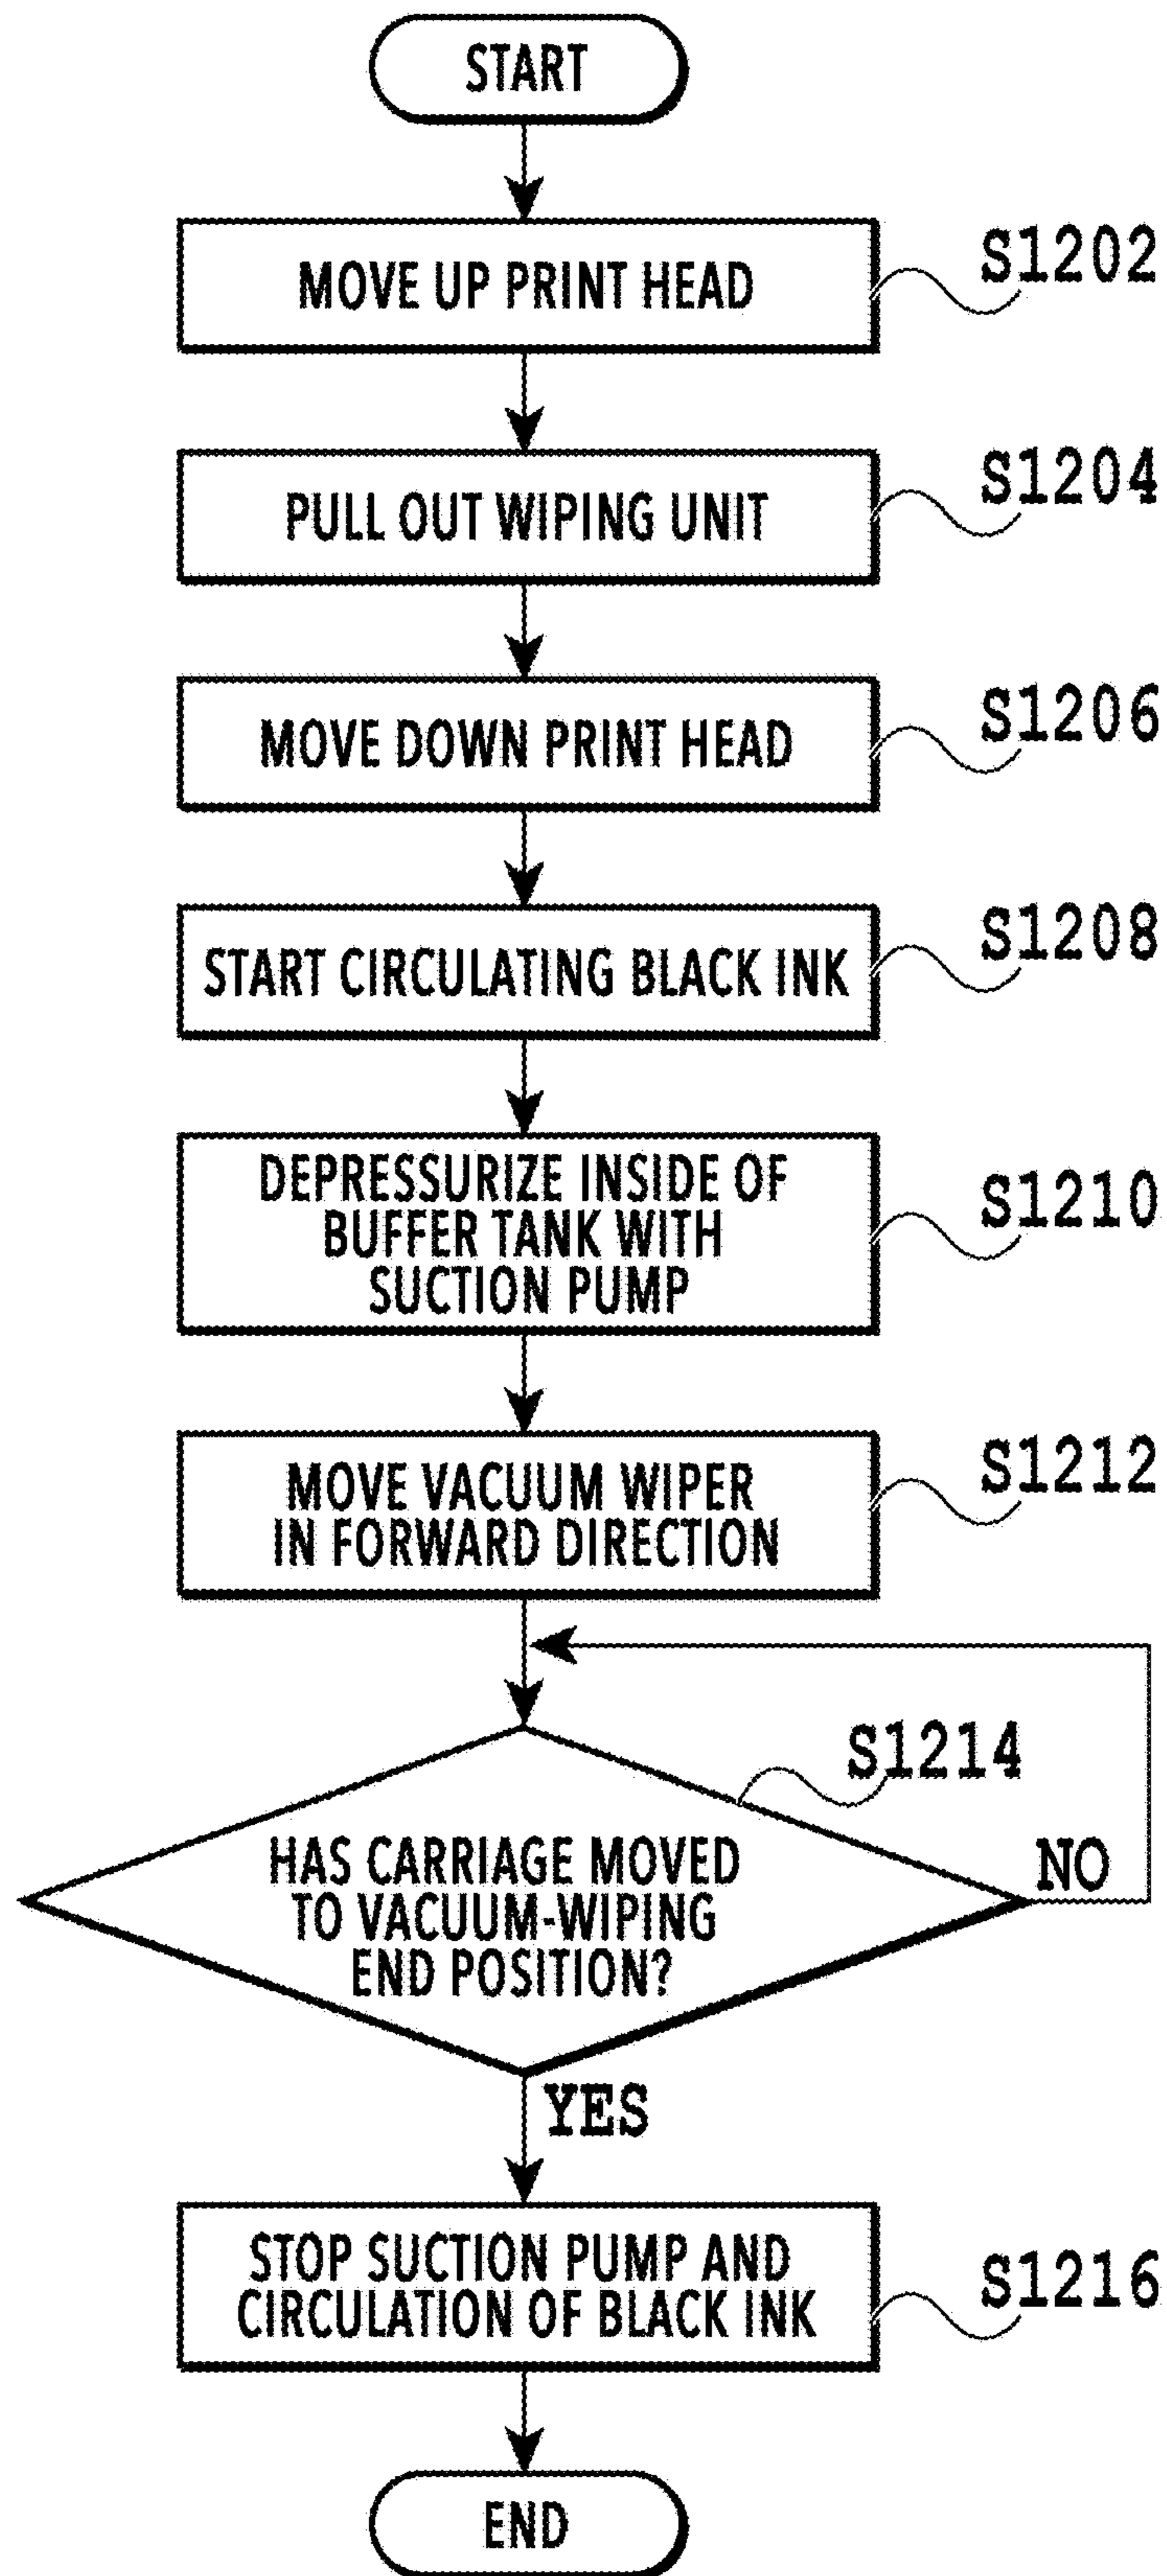 START
MOVE UP PRINT HEAD
S1202
PULL OUT WIPING UNIT
S1204
MOVE DOWN PRINT HEAD
S1206
START CIRCULATING BLACK INK
S1208
DEPRESSURIZE INSIDE OF
BUFFER TANK WITH
SUCTION PUMP
S1210
MOVE VACUUM WIPER
IN FORWARD DIRECTION
S1212
S1214
HAS CARRIAGE MOVED
TO VACUUM-WIPING
END POSITION?
NO
YES
STOP SUCTION PUMP AND
CIRCULATION OF BLACK INK
S1216
END